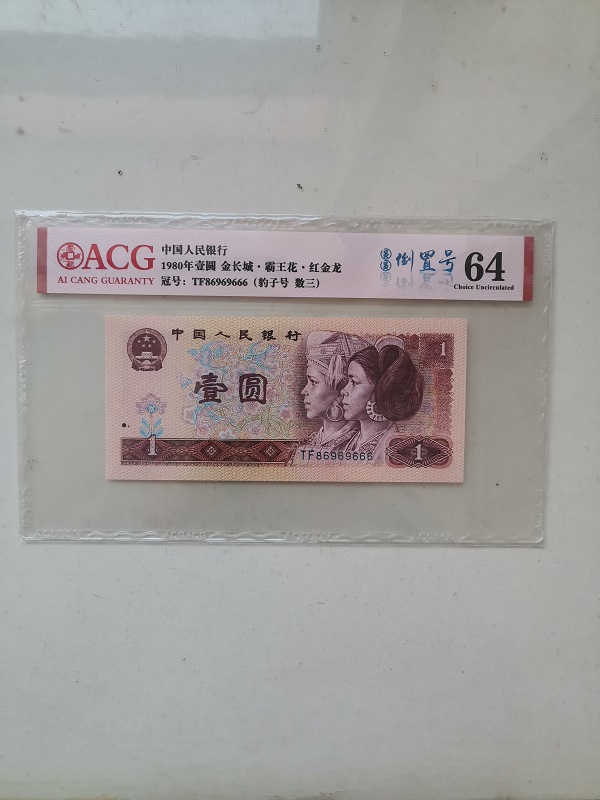 ACG
AI CANG GUARANTY
中国人民银行
1980年壹圆 金长城·霸王花·红金龙
冠号：TF86969666（豹子号 数三）
倒置号
64
Choice Uncirculated
中国人民银行
1
壹圆
1
TF86969666
1